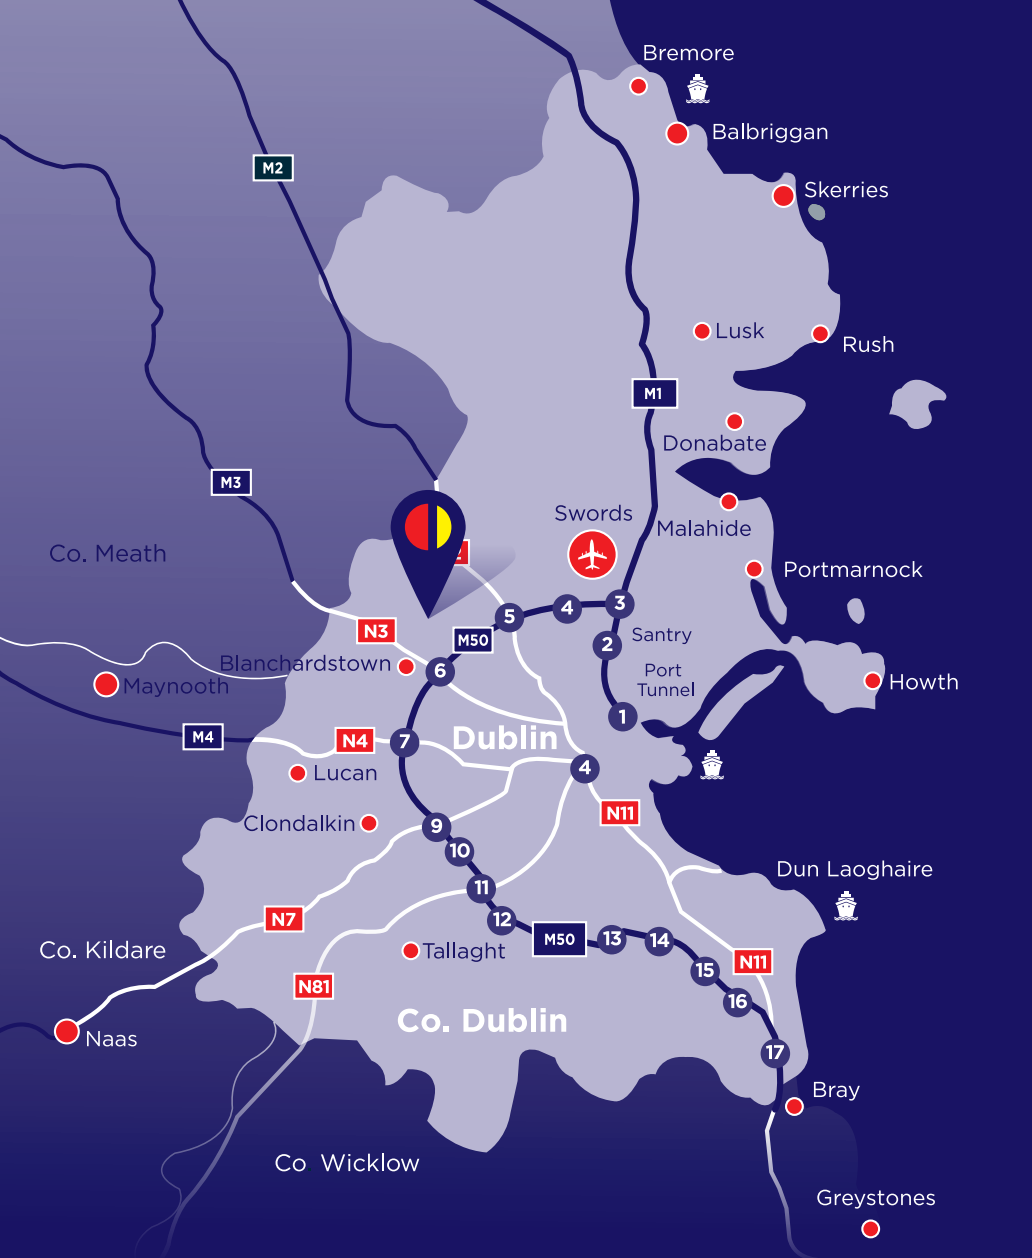 Bremore
Balbriggan
M2
Skerries
Lusk
Rush
M1
Donabate
M3
Swords
Malahide
Co. Meath
Portmarnock
5
4
3
N3
M50
2
Santry
Blanchardstown
6
Port
Tunnel
Maynooth
Howth
1
M4
N4
7
Dublin
4
Lucan
N11
Clondalkin
9
10
Dun Laoghaire
11
N7
12
M50
13
14
Co. Kildare
Tallaght
15
N11
N81
16
Co. Dublin
Naas
17
Bray
Co Wicklow
Greystones